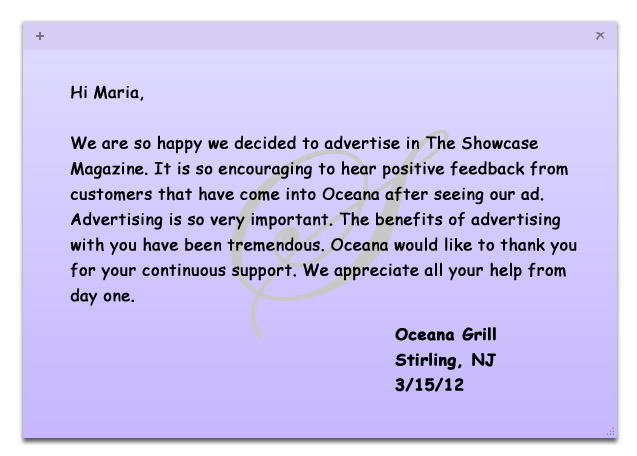 Hi Maria,
We are so happy we decided to advertise in The Showcase
Magazine. It is so encouraging to hear positive feedback from
customers that have come into Oceana after seeing our ad.
Advertising is so very important. The benefits of advertising
with you have been tremendous. Oceana would like to thank you
for your continuous support. We appreciate all your help from
day one.
Oceana Grill
Stirling, NJ
3/15/12